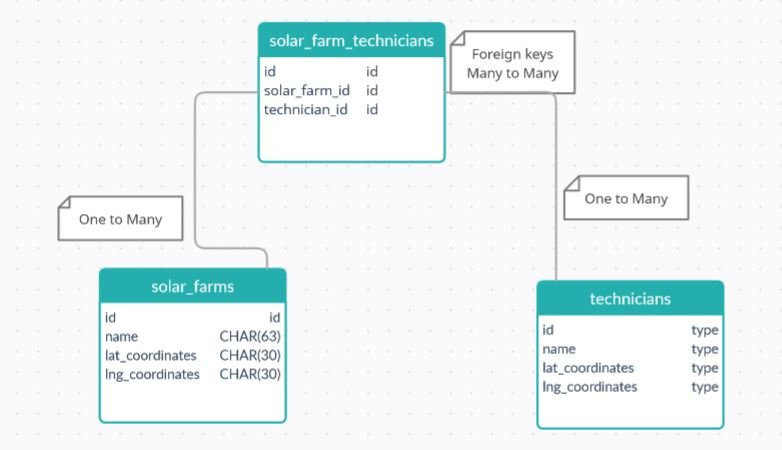 solar_farm_technicians
id id
solar_farm_id id
technician_id id
Foreign keys
Many to Many
One to Many
One to Many
solar_farms
id id
name CHAR(63)
lat_coordinates CHAR(30)
lng_coordinates CHAR(30)
technicians
id type
name type
lat_coordinates type
lng_coordinates type